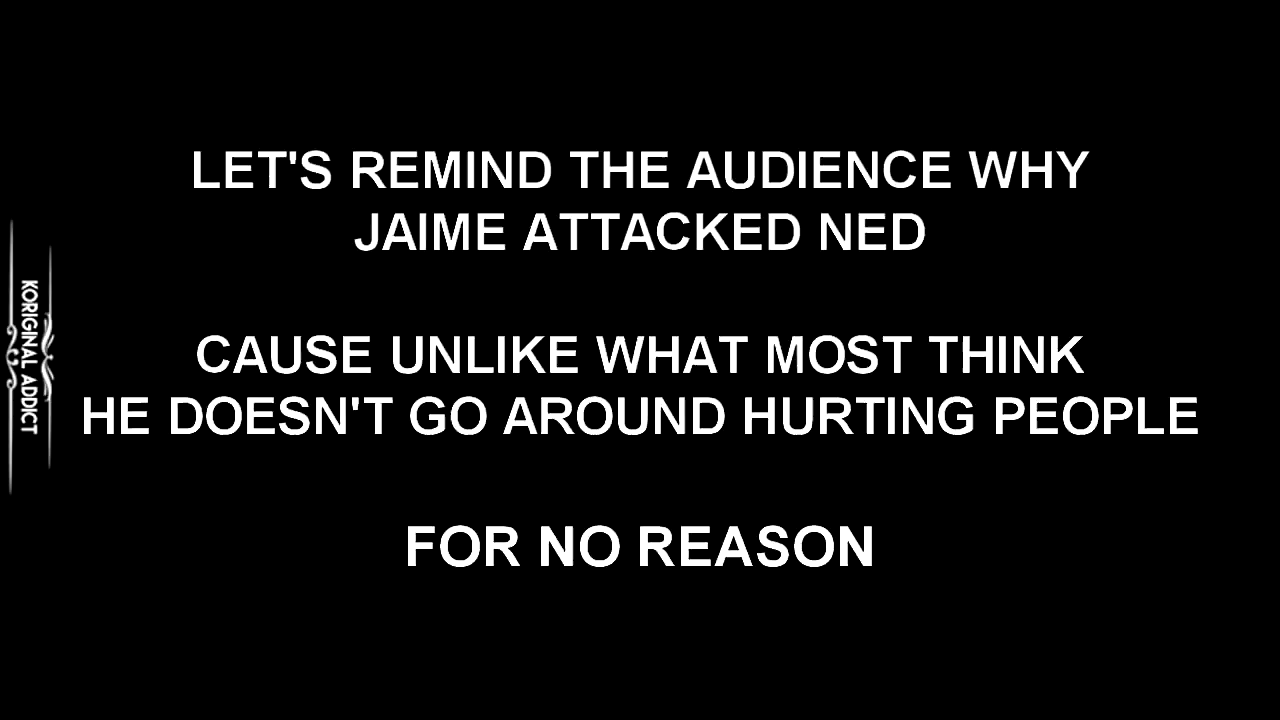 LET'S REMIND THE AUDIENCE WHY
JAIME ATTACKED NED
CAUSE UNLIKE WHAT MOST THINK
HE DOESN'T GO AROUND HURTING PEOPLE
FOR NO REASON
KORIGINAL ADDICT